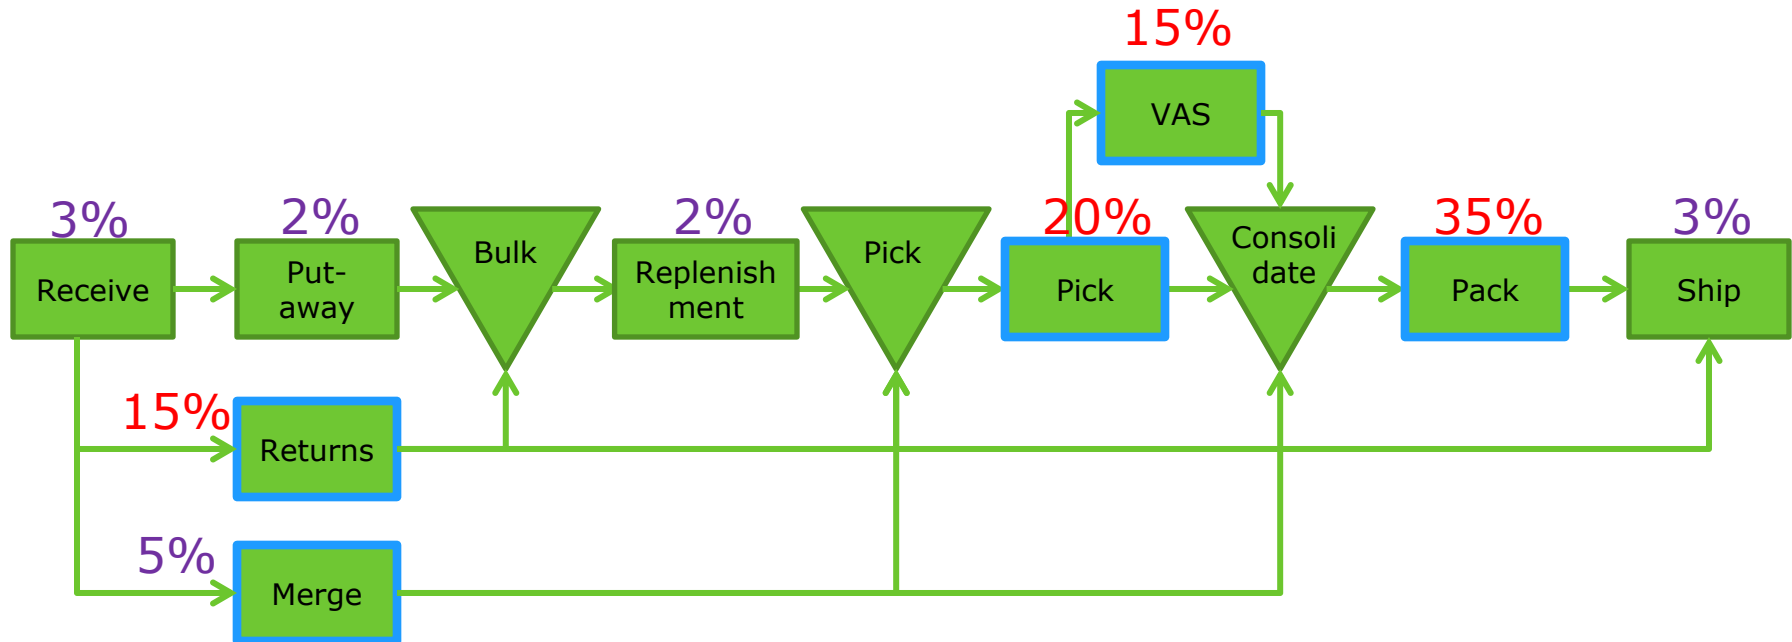 15%
VAS
3%
2%
2%
20%
35%
3%
Receive
Put-
away
Bulk
Replenish
ment
Pick
Pick
Consoli
date
Pack
Ship
15%
Returns
5%
Merge